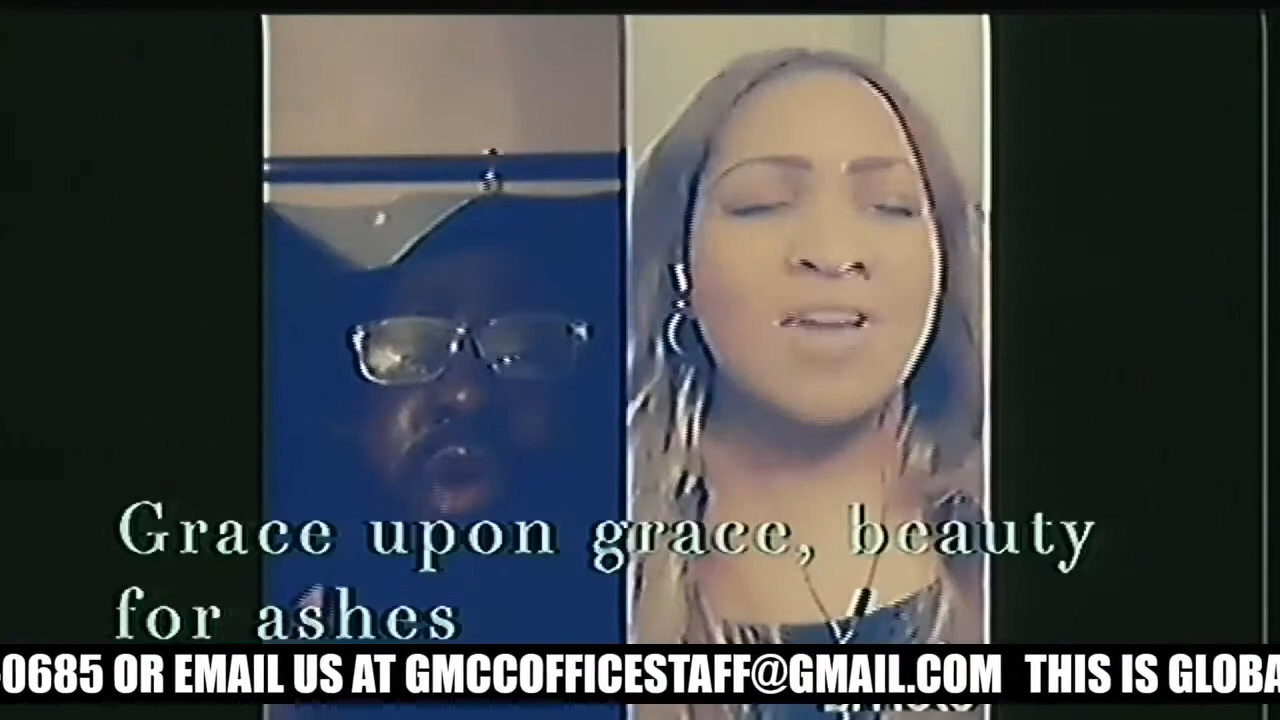 Grace upon grace, beauty
for ashes
0685 OR EMAIL US AT GMCCOFFICESTAFF@GMAIL.COM THIS IS GLOBA